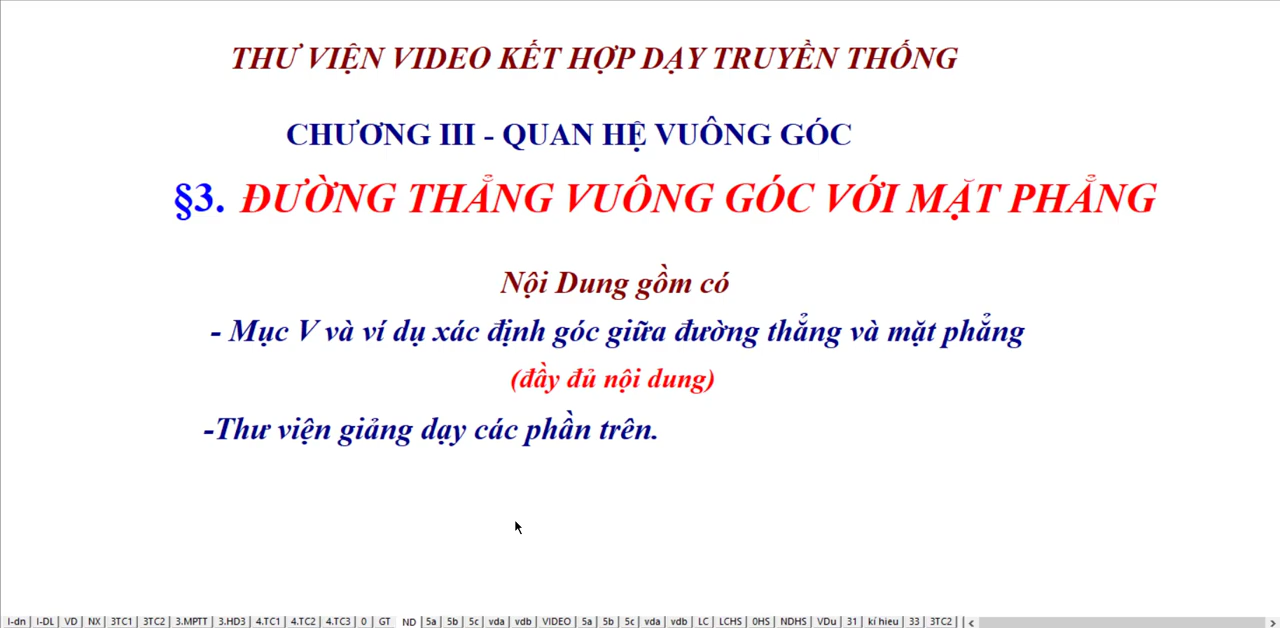 THƯ VIỆN VIDEO KẾT HỢP DẠY TRUYỀN THỐNG
CHƯƠNG III - QUAN HỆ VUÔNG GÓC
§3. ĐƯỜNG THẲNG VUÔNG GÓC VỚI MẶT PHẲNG
Nội Dung gồm có
- Mục V và ví dụ xác định góc giữa đường thẳng và mặt phẳng
(đầy đủ nội dung)
-Thư viện giảng dạy các phần trên.
I-dn | I-DL | VD | NX | 3TC1 | 3TC2 | 3.MPTT | 3.HD3 | 4.TC1 | 4.TC2 | 4.TC3 | 0 | GT | ND | 5a | 5b | 5c | vda | vdb | VIDEO | 5a | 5b | 5c | vda | vdb | LC | LCHS | 0HS | NDHS | VDu | 31 | kí hieu | 33 | 3TC2 |